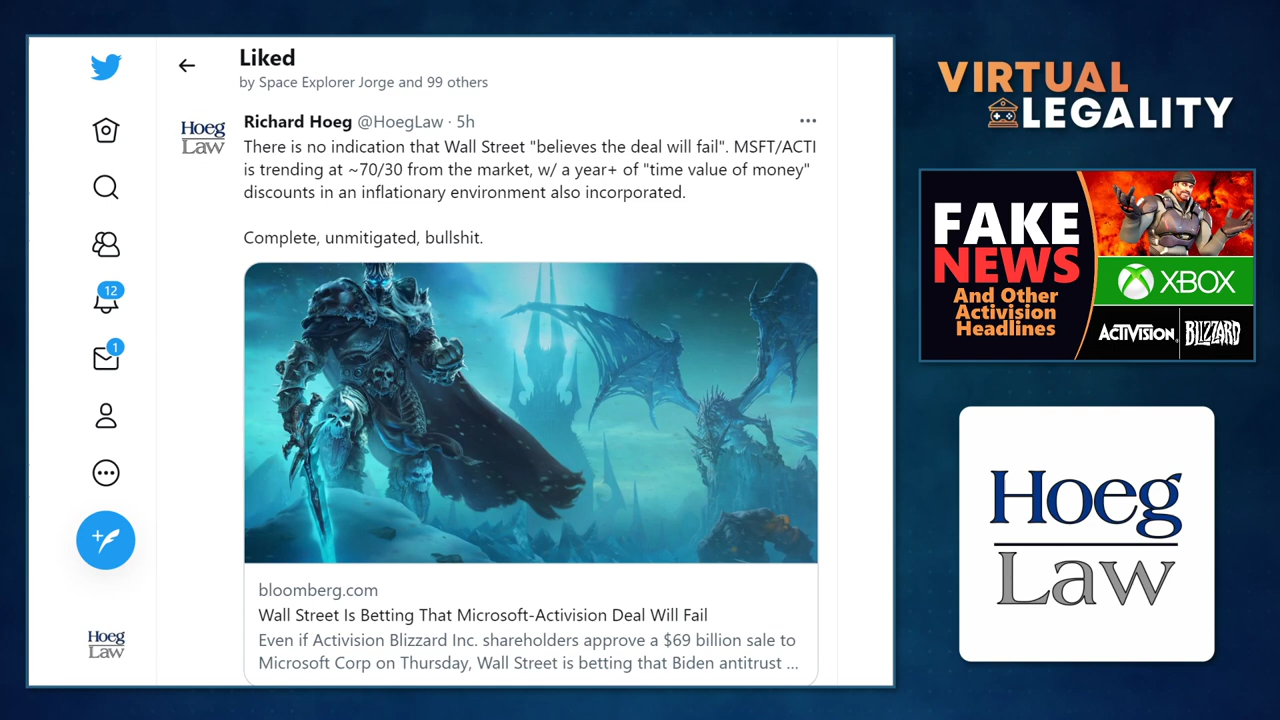 Liked
by Space Explorer Jorge and 99 others
Richard Hoeg @HoegLaw · 5h
There is no indication that Wall Street "believes the deal will fail". MSFT/ACTI
is trending at ~70/30 from the market, w/ a year+ of "time value of money"
discounts in an inflationary environment also incorporated.
Complete, unmitigated, bullshit.
bloomberg.com
Wall Street Is Betting That Microsoft-Activision Deal Will Fail
Even if Activision Blizzard Inc. shareholders approve a $69 billion sale to
Microsoft Corp on Thursday, Wall Street is betting that Biden antitrust ...
Hoeg
Law
12
1
Hoeg
Law
VIRTUAL
LEGALITY
FAKE
NEWS
And Other
Activision
Headlines
XBOX
ACTIVISION
BLIZZARD
Hoeg
Law